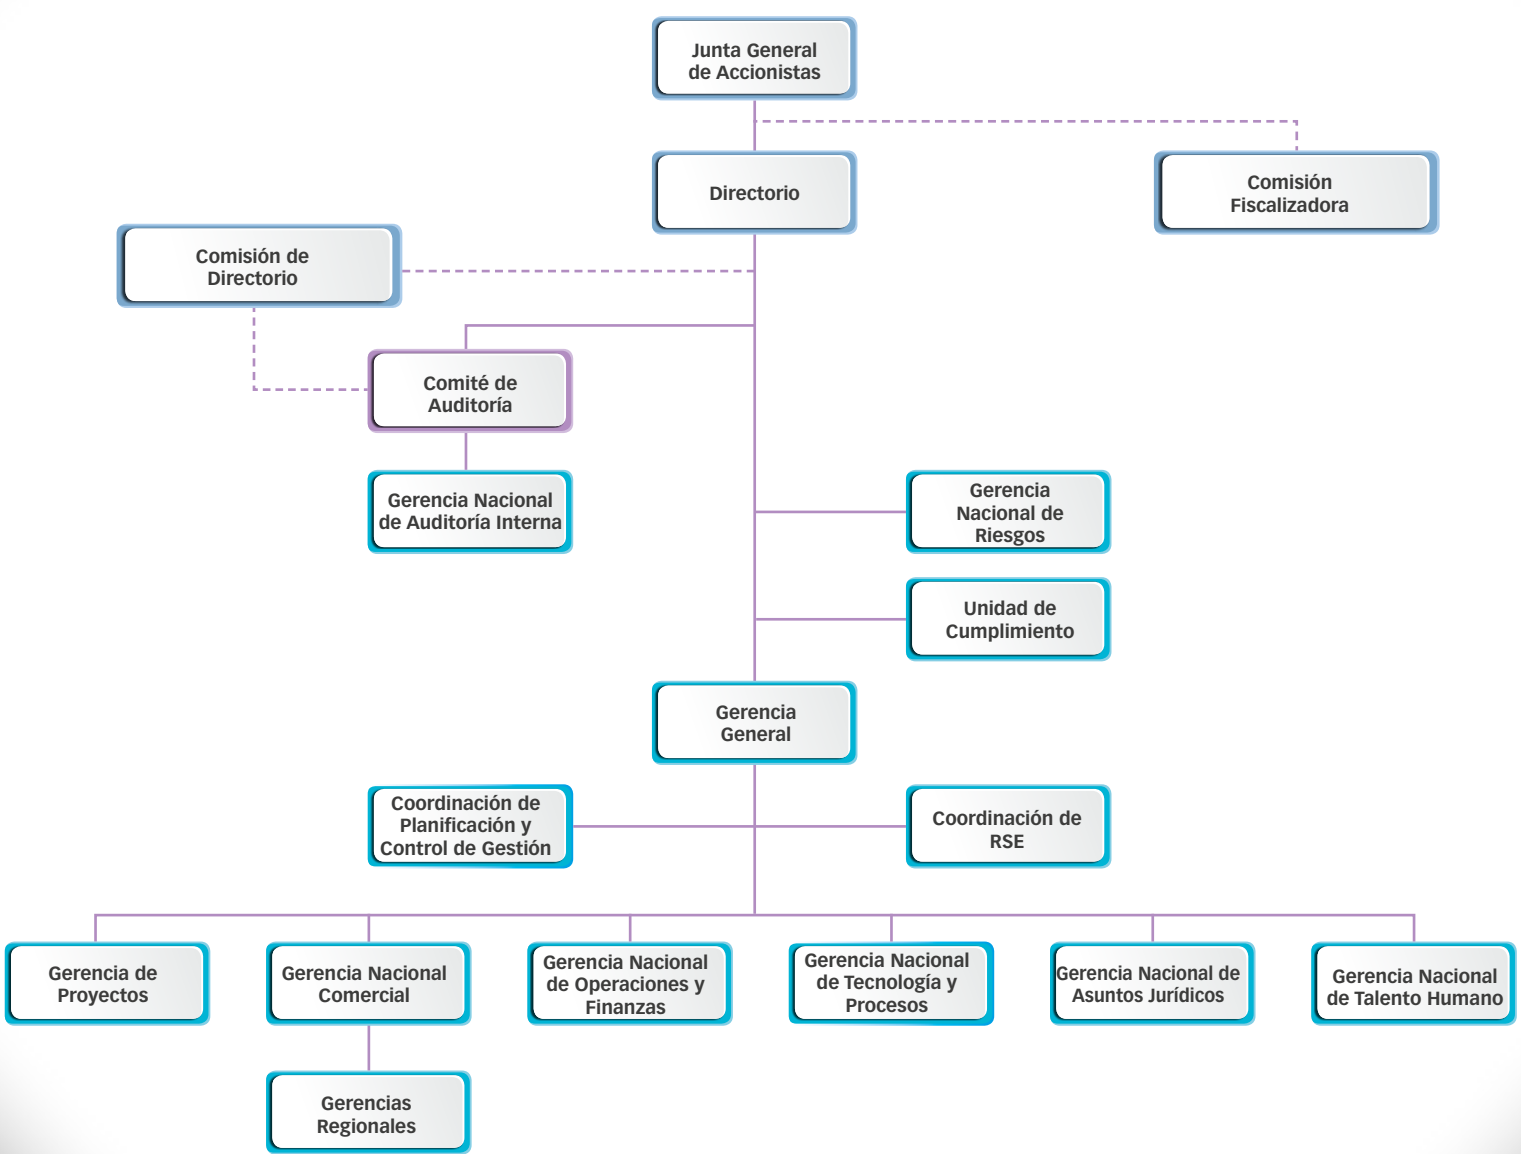 Junta General
de Accionistas
Directorio
Comisión
Fiscalizadora
Comisión de
Directorio
Comité de
Auditoría
Gerencia Nacional
de Auditoría Interna
Gerencia
Nacional de
Riesgos
Unidad de
Cumplimiento
Gerencia
General
Coordinación de
Planificación y
Control de Gestión
Coordinación de
RSE
Gerencia de
Proyectos
Gerencia Nacional
Comercial
Gerencia Nacional
de Operaciones y
Finanzas
Gerencia Nacional
de Tecnología y
Procesos
Gerencia Nacional de
Asuntos Jurídicos
Gerencia Nacional
de Talento Humano
Gerencias
Regionales